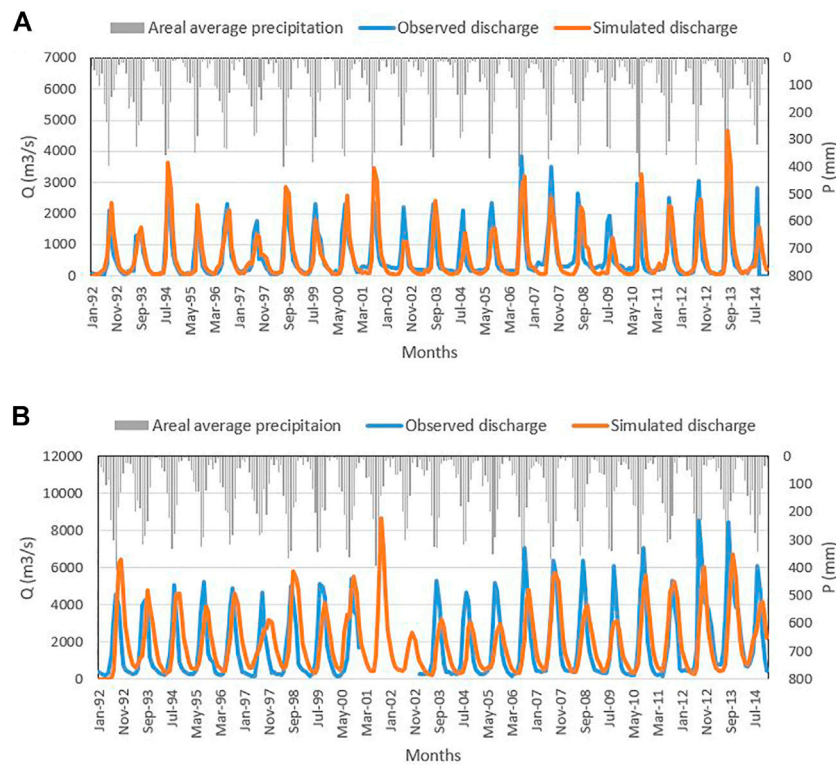 A
Areal average precipitation Observed discharge Simulated discharge
7000 0
6000 100
5000 200
4000 300
3000 400
2000 500
1000 600
0 700
800
Q (m3/s)
P (mm)
Jan-92 Nov-92 Sep-93 Jul-94 May-95 Mar-96 Jan-97 Nov-97 Sep-98 Jul-99 May-00 Mar-01 Jan-02 Nov-02 Sep-03 Jul-04 May-05 Mar-06 Jan-07 Nov-07 Sep-08 Jul-09 May-10 Mar-11 Jan-12 Nov-12 Sep-13 Jul-14
Months
B
Areal average precipitaion Observed discharge Simulated discharge
12000 0
10000 100
8000 200
6000 300
4000 400
2000 500
0 600
700
800
Q (m3/s)
P (mm)
Jan-92 Nov-92 Sep-93 Jul-94 May-95 Mar-96 Jan-97 Nov-97 Sep-98 Jul-99 May-00 Mar-01 Jan-02 Nov-02 Sep-03 Jul-04 May-05 Mar-06 Jan-07 Nov-07 Sep-08 Jul-09 May-10 Mar-11 Jan-12 Nov-12 Sep-13 Jul-14
Months